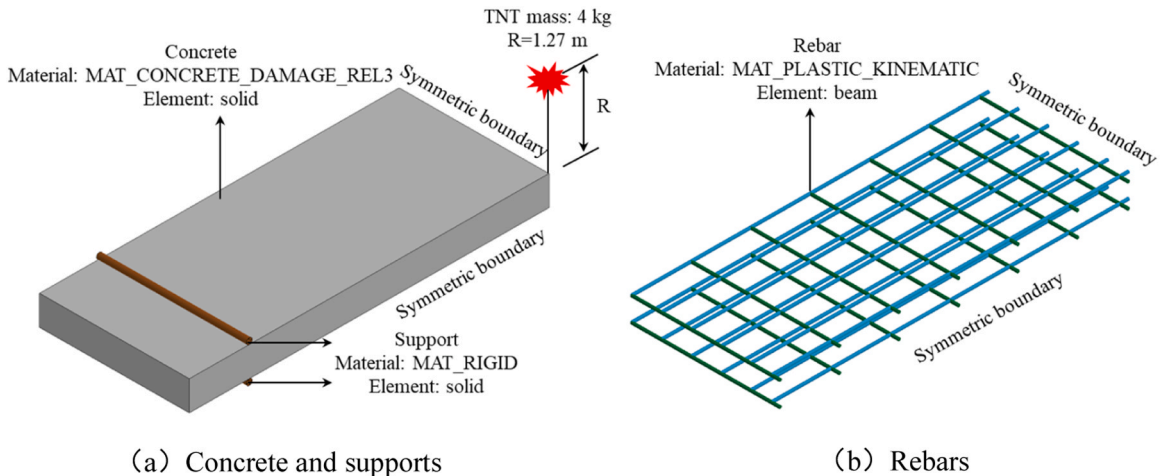 TNT mass: 4 kg
R=1.27 m
Concrete
Material: MAT_CONCRETE_DAMAGE_REL3
Element: solid
Symmetric boundary
R
Symmetric boundary
Support
Material: MAT_RIGID
Element: solid
(a) Concrete and supports
Rebar
Material: MAT_PLASTIC_KINEMATIC
Element: beam
Symmetric boundary
Symmetric boundary
(b) Rebars